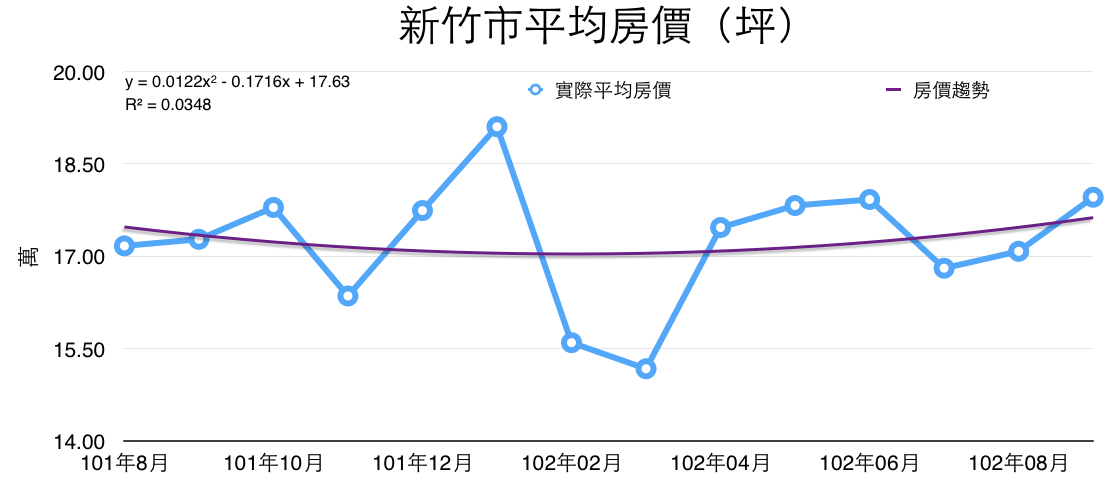 新竹市平均房價（坪）
y = 0.0122x² - 0.1716x + 17.63
R² = 0.0348
實際平均房價
房價趨勢
萬
20.00
18.50
17.00
15.50
14.00
101年8月 101年10月 101年12月 102年02月 102年04月 102年06月 102年08月